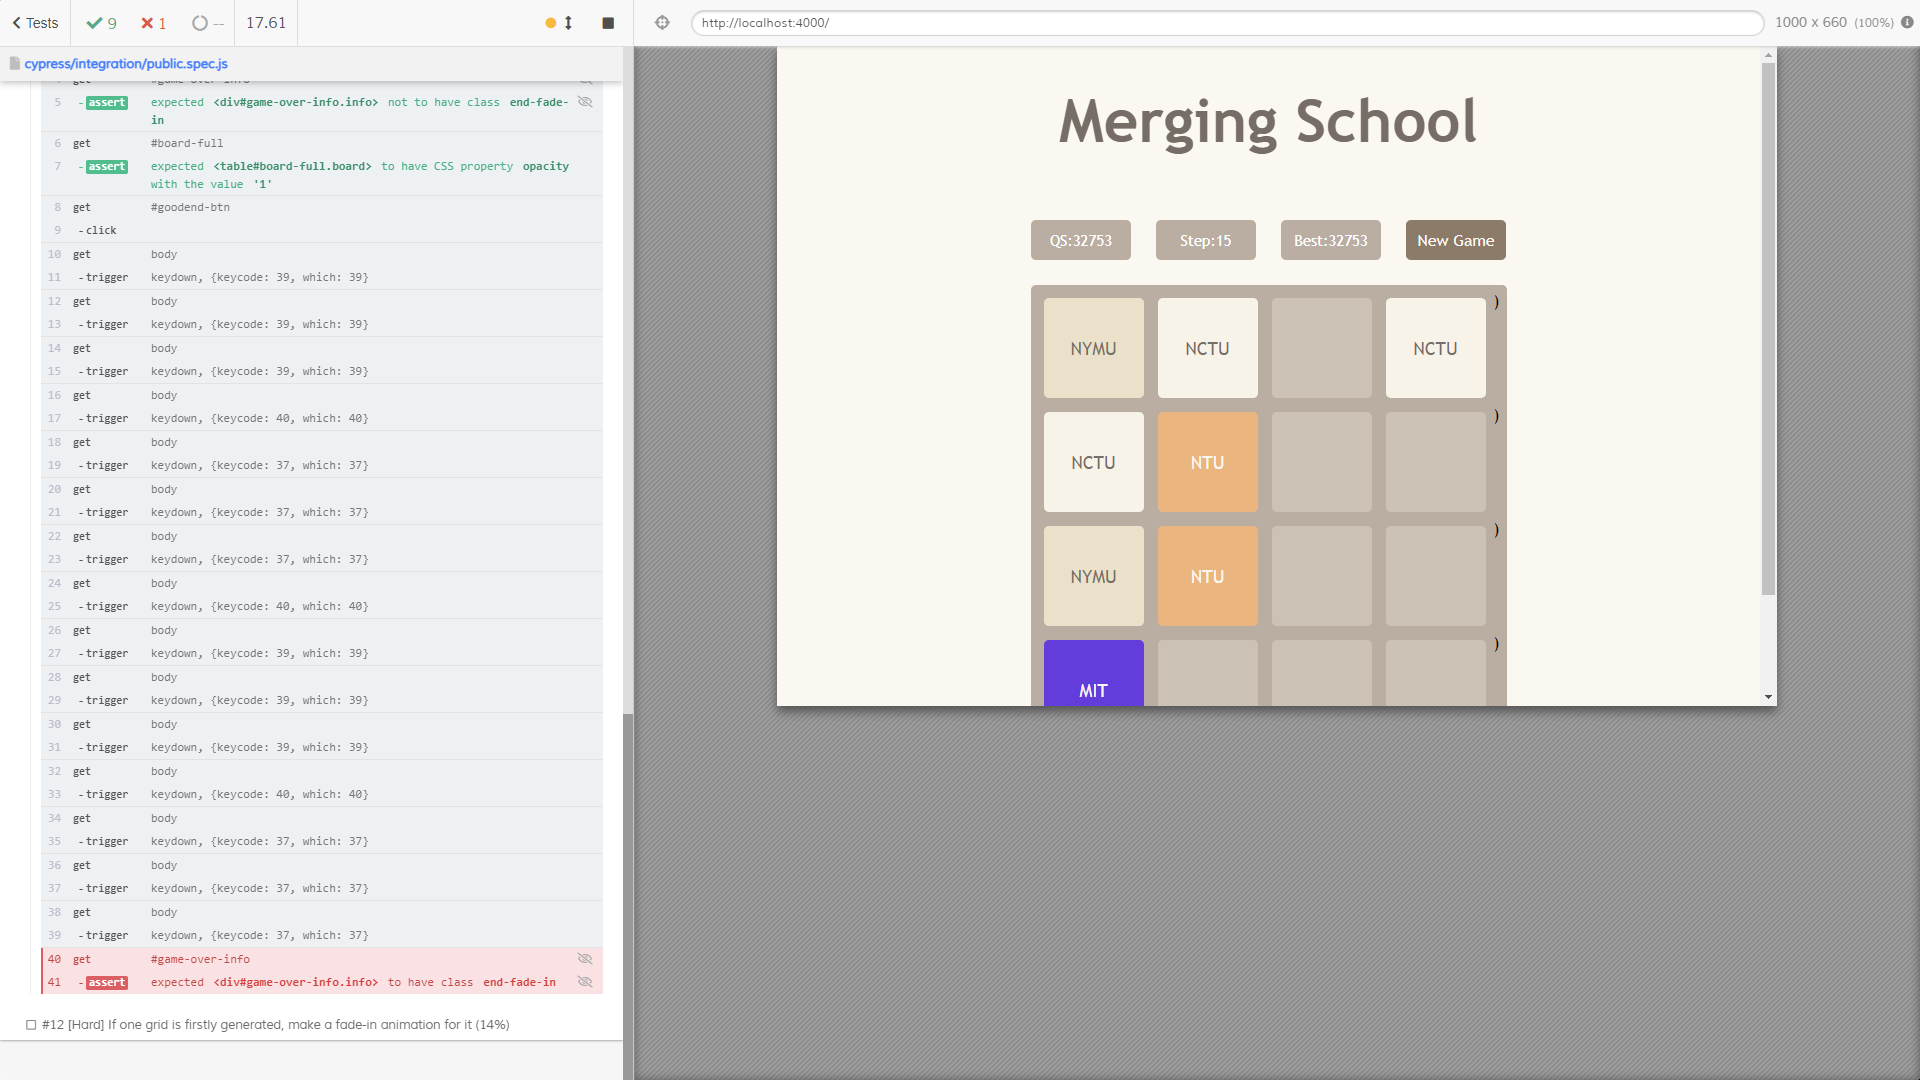 Tests 9 1 -- 17.61
http://localhost:4000/ 1000 x 660 (100%)
cypress/integration/public.spec.js
5 -assert expected <div#game-over-info.info> not to have class end-fade-
in
6 get #board-full
7 -assert expected <table#board-full.board> to have CSS property opacity
with the value '1'
8 get #goodend-btn
9 -click
10 get body
11 -trigger keydown, {keycode: 39, which: 39}
12 get body
13 -trigger keydown, {keycode: 39, which: 39}
14 get body
15 -trigger keydown, {keycode: 39, which: 39}
16 get body
17 -trigger keydown, {keycode: 40, which: 40}
18 get body
19 -trigger keydown, {keycode: 37, which: 37}
20 get body
21 -trigger keydown, {keycode: 37, which: 37}
22 get body
23 -trigger keydown, {keycode: 37, which: 37}
24 get body
25 -trigger keydown, {keycode: 40, which: 40}
26 get body
27 -trigger keydown, {keycode: 39, which: 39}
28 get body
29 -trigger keydown, {keycode: 39, which: 39}
30 get body
31 -trigger keydown, {keycode: 39, which: 39}
32 get body
33 -trigger keydown, {keycode: 40, which: 40}
34 get body
35 -trigger keydown, {keycode: 37, which: 37}
36 get body
37 -trigger keydown, {keycode: 37, which: 37}
38 get body
39 -trigger keydown, {keycode: 37, which: 37}
40 get #game-over-info
41 -assert expected <div#game-over-info.info> to have class end-fade-in
#12 [Hard] If one grid is firstly generated, make a fade-in animation for it (14%)
Merging School
QS:32753 Step:15 Best:32753 New Game
NYMU NCTU NCTU )
NCTU NTU )
NYMU NTU )
MIT )